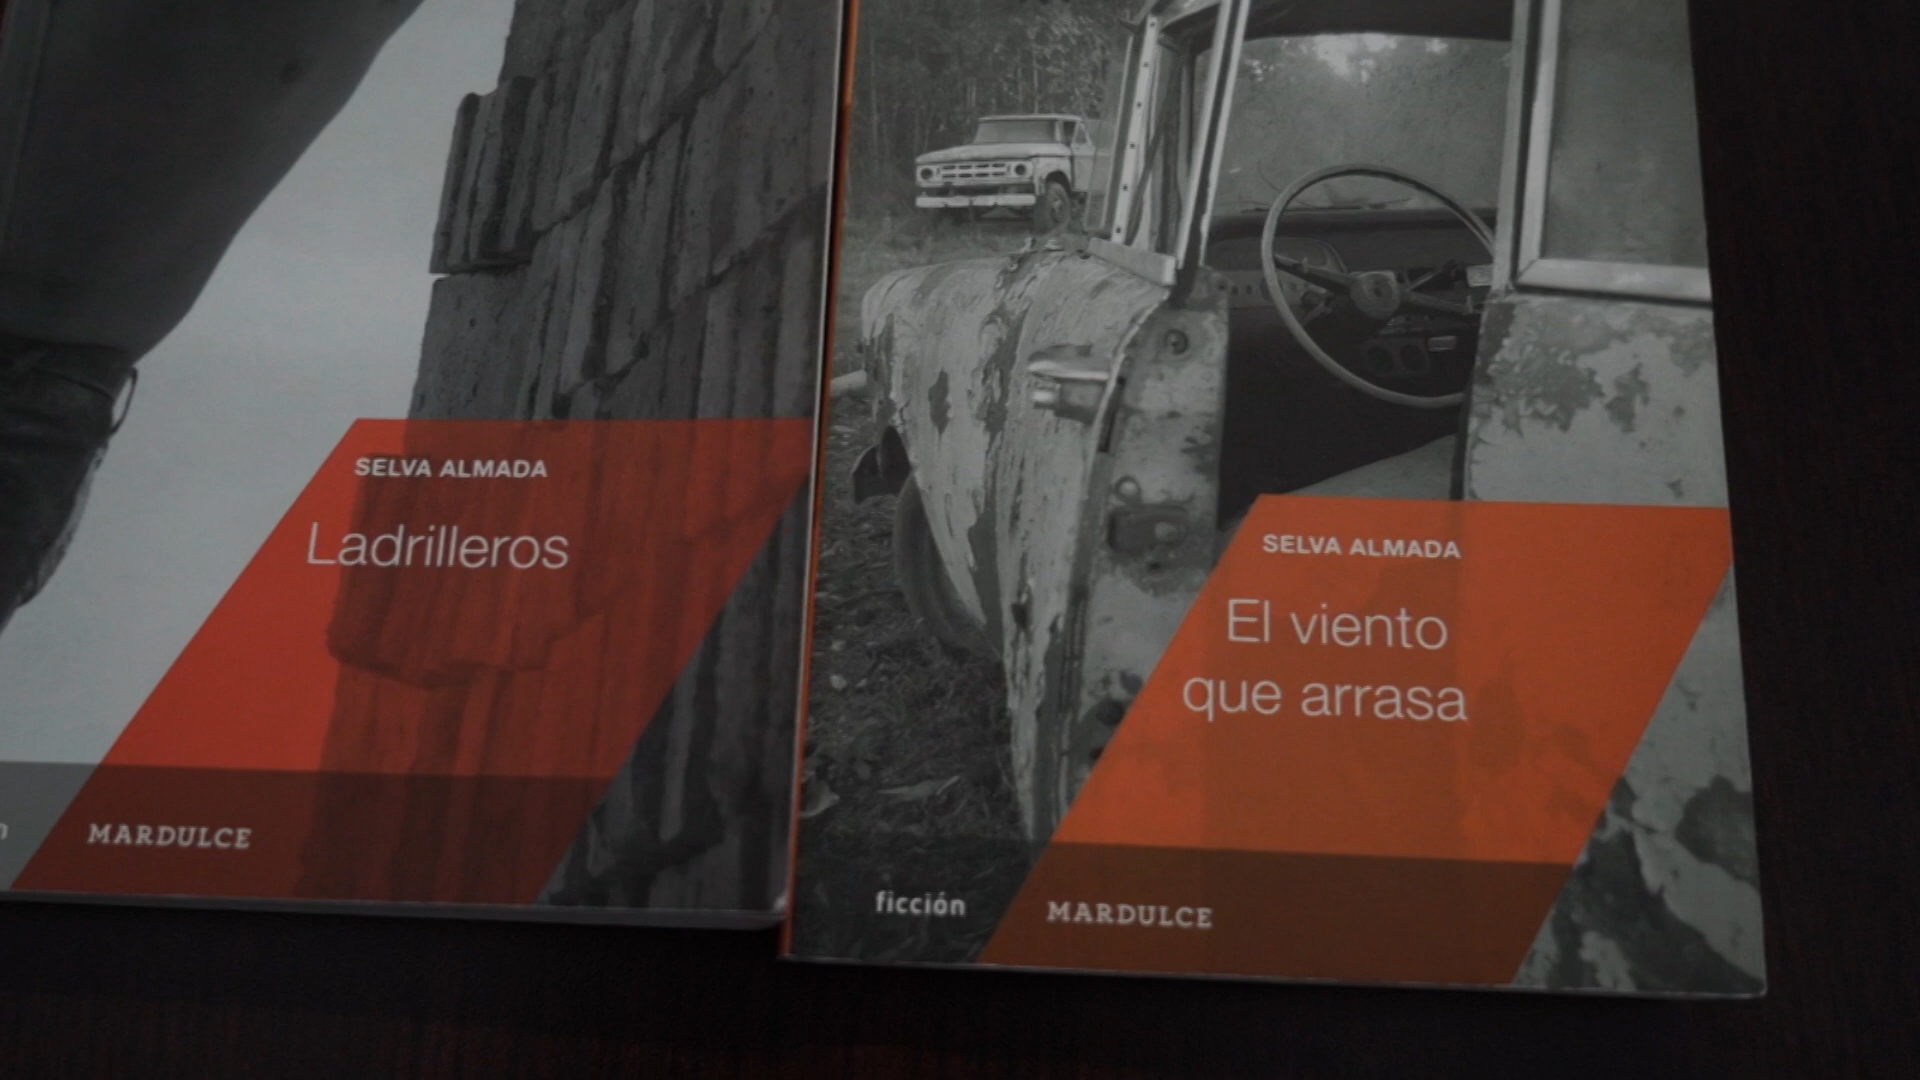 SELVA ALMADA
Ladrilleros
MARDULCE
SELVA ALMADA
El viento
que arrasa
ficción
MARDULCE